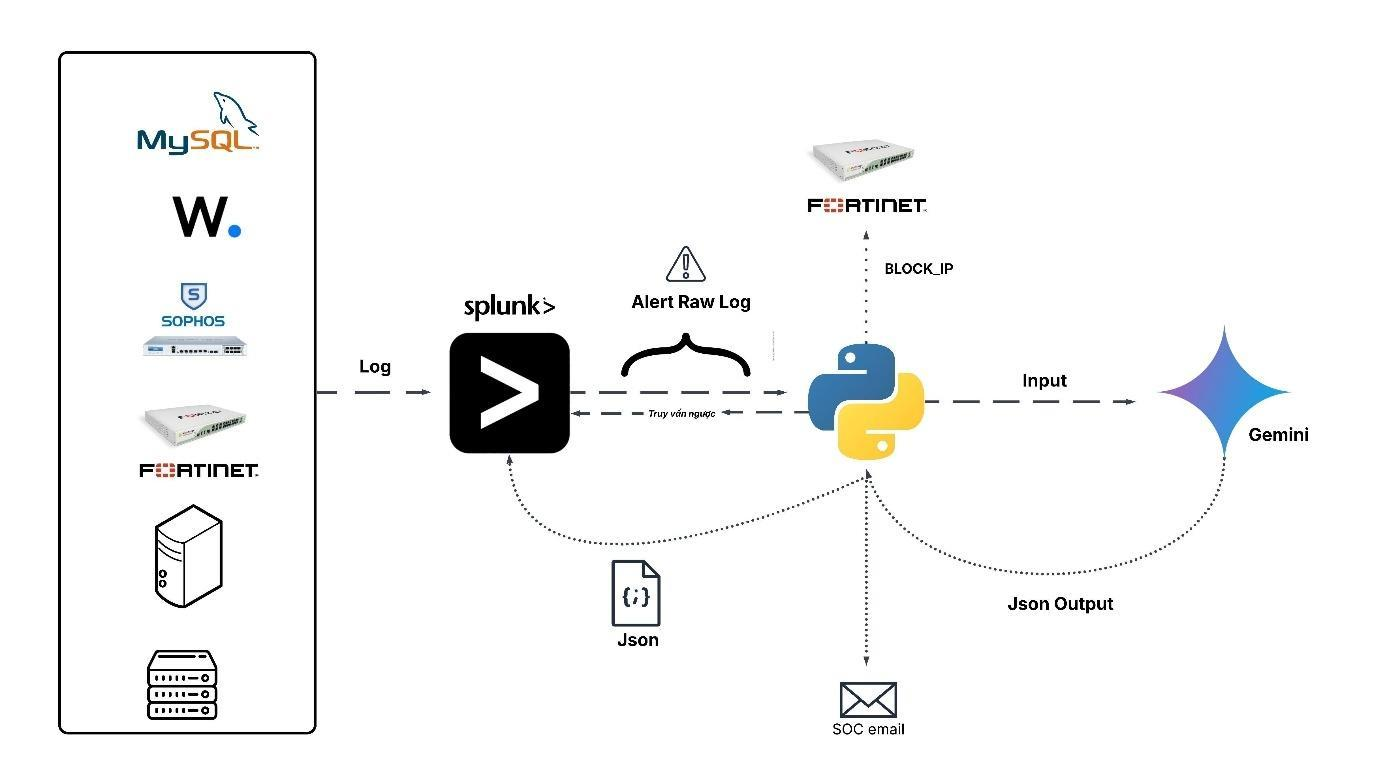 MySQL
W.
S
SOPHOS
FORTINET
Log
splunk>
>
Alert Raw Log
Truy vấn ngược
FORTINET
BLOCK_IP
Input
Gemini
{;}
Json
Json Output
SOC email